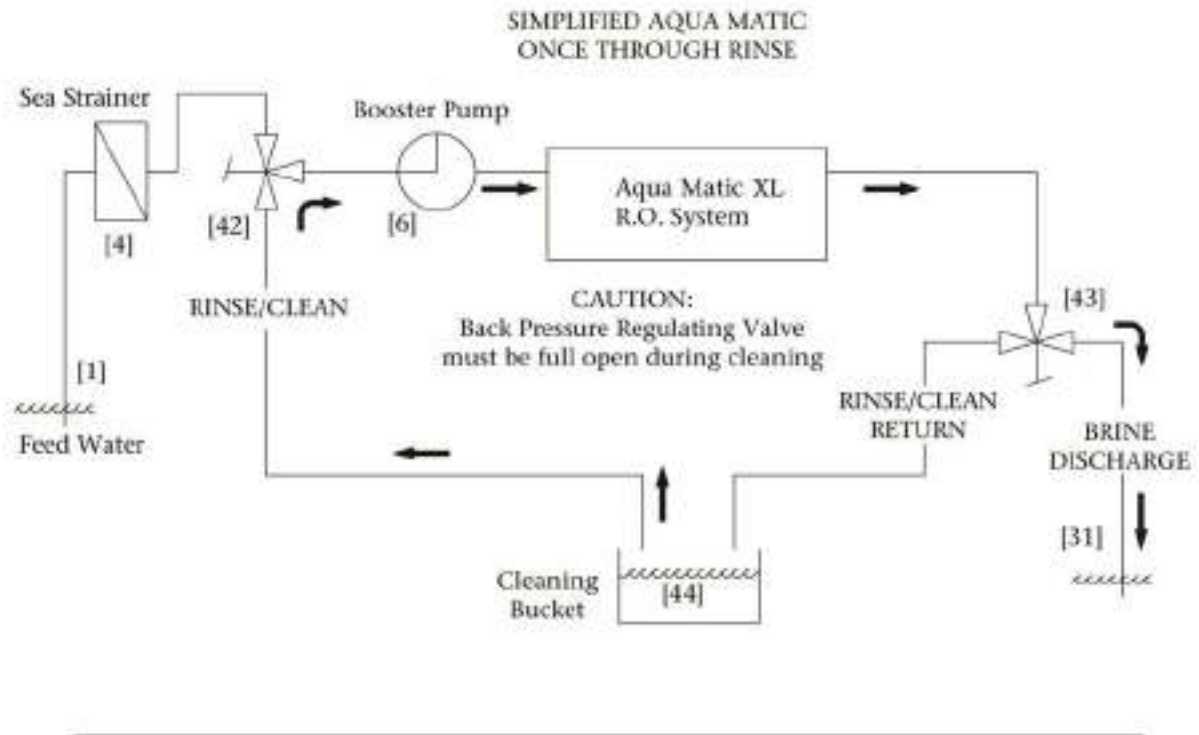 SIMPLIFIED AQUA MATIC
ONCE THROUGH RINSE
Sea Strainer
Booster Pump
Aqua Matic XL
R.O. System
[4]
[42]
[6]
RINSE/CLEAN
CAUTION:
Back Pressure Regulating Valve
must be full open during cleaning
[43]
[1]
Feed Water
RINSE/CLEAN
RETURN
BRINE
DISCHARGE
[31]
Cleaning
Bucket
[44]